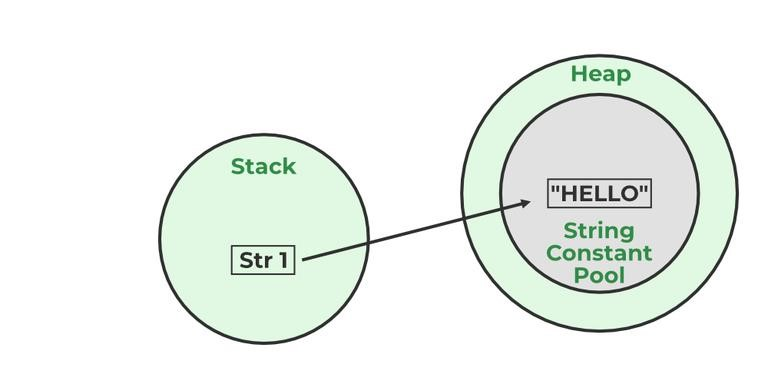 Heap
Stack
"HELLO"
String
Constant
Pool
Str 1